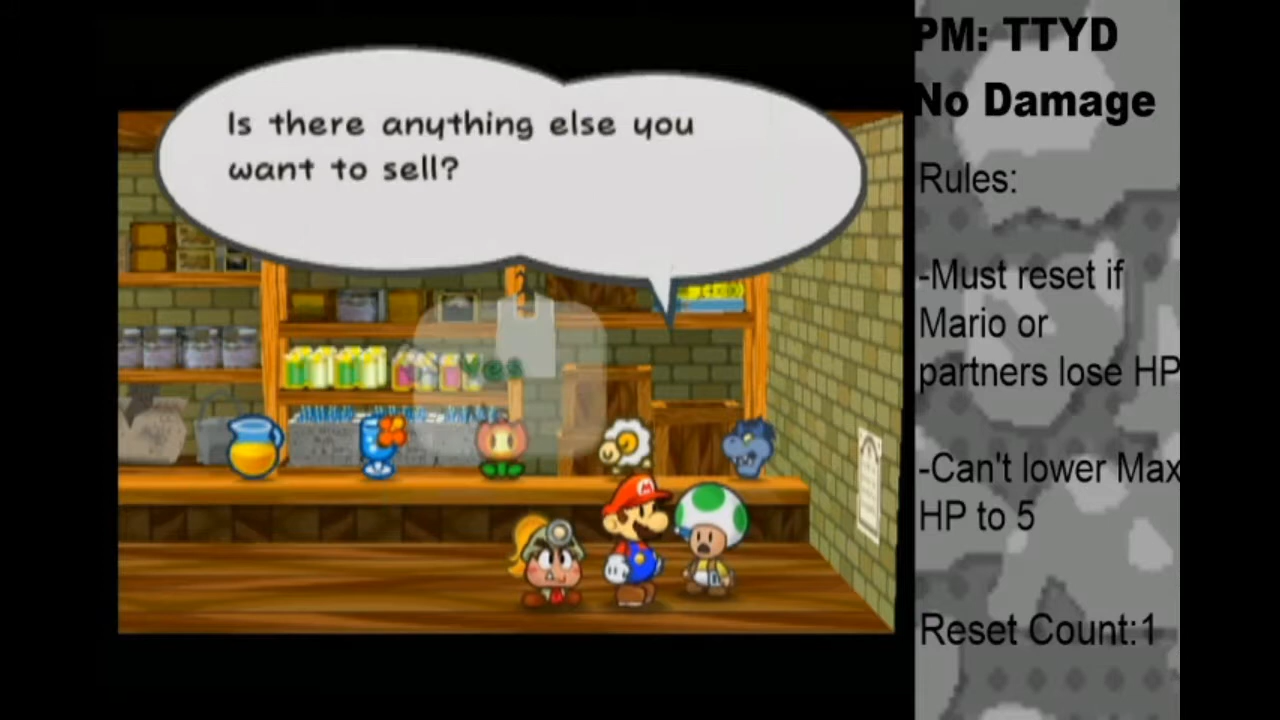 Is there anything else you
want to sell?
Yes
PM: TTYD
No Damage
Rules:
-Must reset if
Mario or
partners lose HP
-Can't lower Max
HP to 5
Reset Count:1